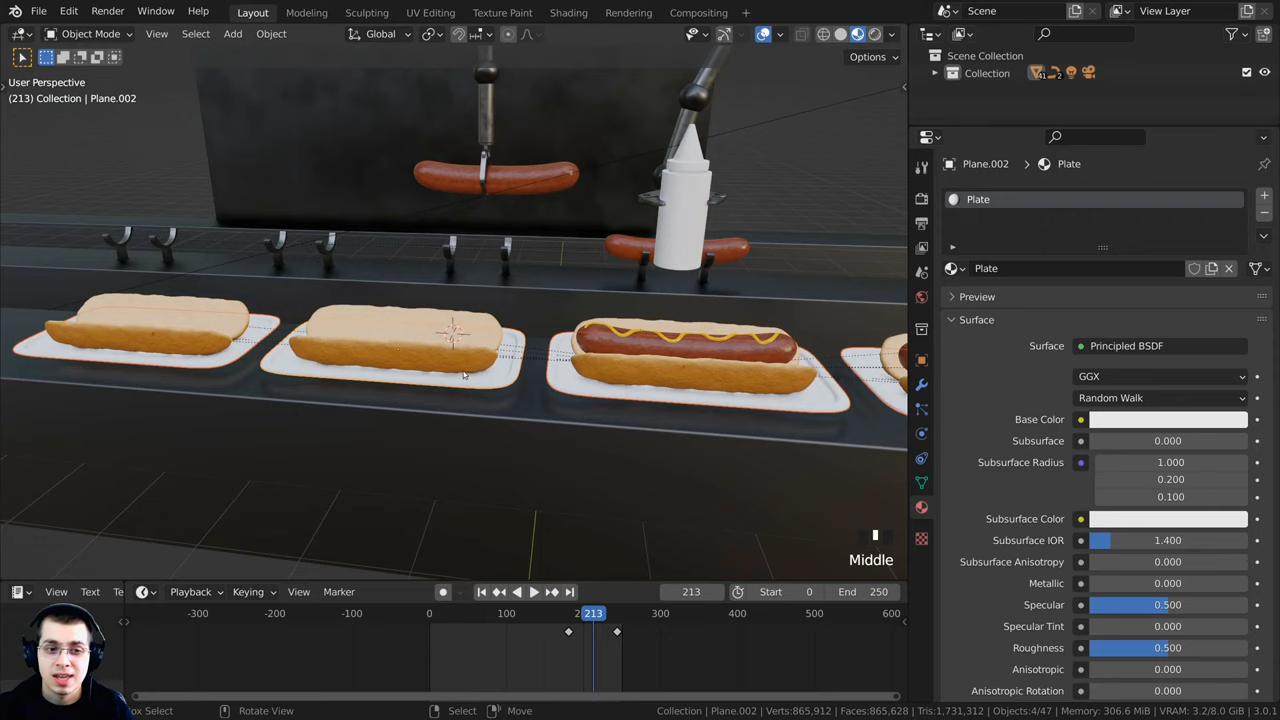 File Edit Render Window Help Layout Modeling Sculpting UV Editing Texture Paint Shading Animation Rendering Compositing + Scene View Layer
Object Mode View Select Add Object Global
Options
User Perspective
(213) Collection | Plane.002
Scene Collection
Collection 41 2
Plane.002 > Plate
Plate
Plate
Preview
Surface
Surface Principled BSDF
GGX
Random Walk
Base Color
Subsurface 0.000
Subsurface Radius 1.000
0.200
0.100
Subsurface Color
Subsurface IOR 1.400
Subsurface Anisotropy 0.000
Metallic 0.000
Specular 0.500
Specular Tint 0.000
Roughness 0.500
Anisotropic 0.000
Anisotropic Rotation 0.000
Middle
View Text Te Playback Keying View Marker 213 Start 0 End 250
-300 -200 -100 0 100 2 213 300 400 500 600
ox Select Rotate View Select Move Collection | Plane.002 Verts:865,912 | Faces:865,628 | Tris:1,731,312 | Objects:4/47 | Memory: 306.6 MiB | VRAM: 3.2/8.0 GiB | 3.0.1